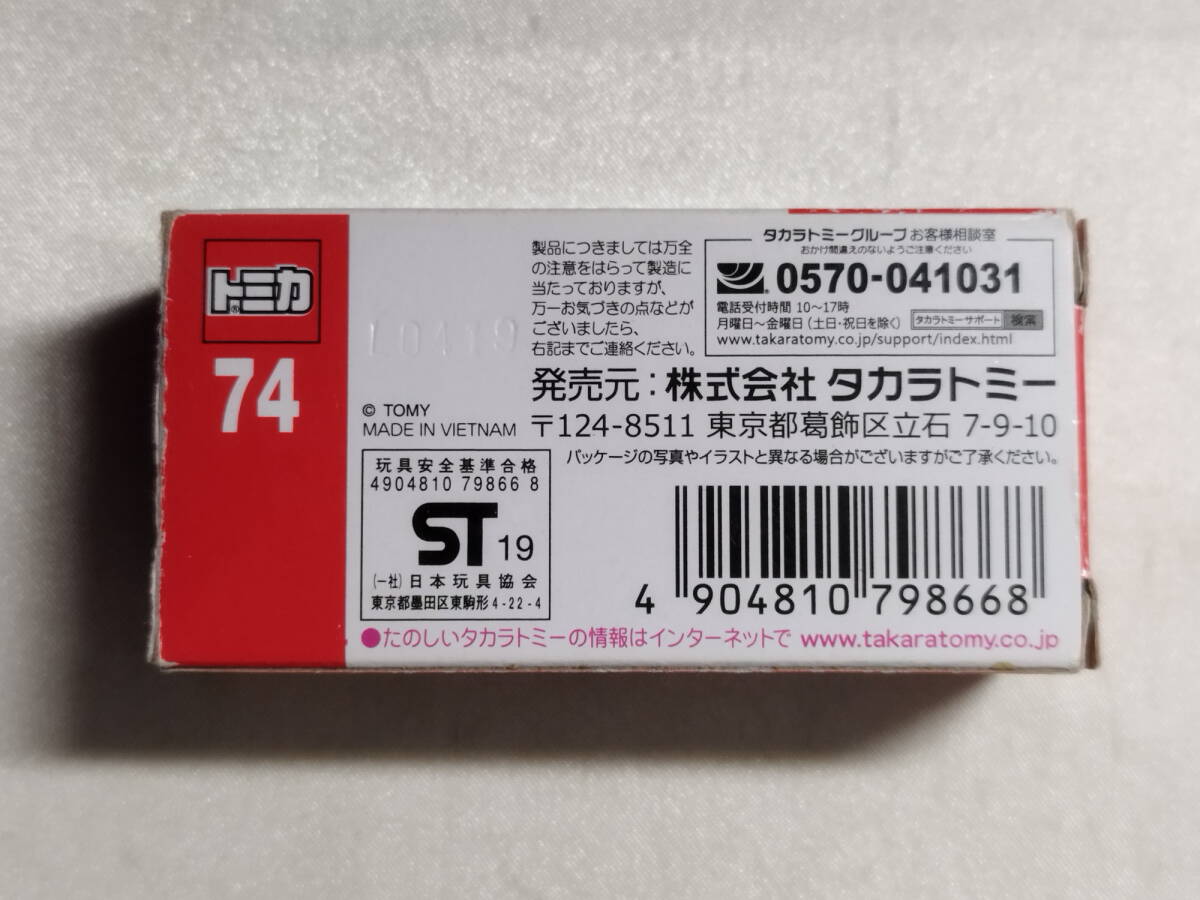 トミカ
®
74
10419
© TOMY
MADE IN VIETNAM
製品につきましては万全
の注意をはらって製造に
当たっておりますが、
万一お気づきの点などが
ございましたら、
右記までご連絡ください。
タカラトミーグループ お客様相談室
おかけ間違えのないようご注意ください
0570-041031
電話受付時間 10〜17時
月曜日〜金曜日(土日・祝日を除く)
タカラトミーサポート 検索
www.takaratomy.co.jp/support/index.html
発売元:株式会社 タカラトミー
〒124-8511 東京都葛飾区立石 7-9-10
パッケージの写真やイラストと異なる場合がございますがご了承ください。
玩具安全基準合格
4904810 79866 8
ST 19
(一社)日本玩具協会
東京都墨田区東駒形4-22-4
4 904810 798668
●たのしいタカラトミーの情報はインターネットで www.takaratomy.co.jp